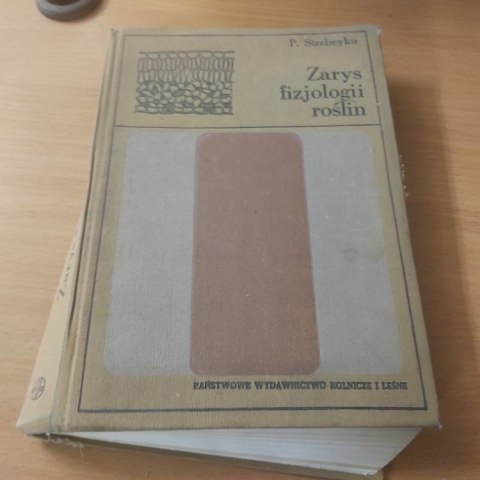 P. Strebeyko
Zarys
fizjologii
roślin
PAŃSTWOWE WYDAWNICTWO ROLNICZE I LEŚNE